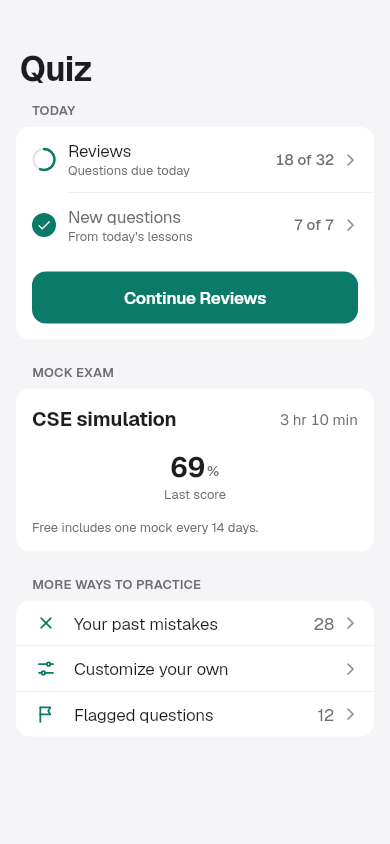 Quiz
TODAY
Reviews
Questions due today
18 of 32
New questions
From today's lessons
7 of 7
Continue Reviews
MOCK EXAM
CSE simulation
3 hr 10 min
69%
Last score
Free includes one mock every 14 days.
MORE WAYS TO PRACTICE
Your past mistakes 28
Customize your own
Flagged questions 12